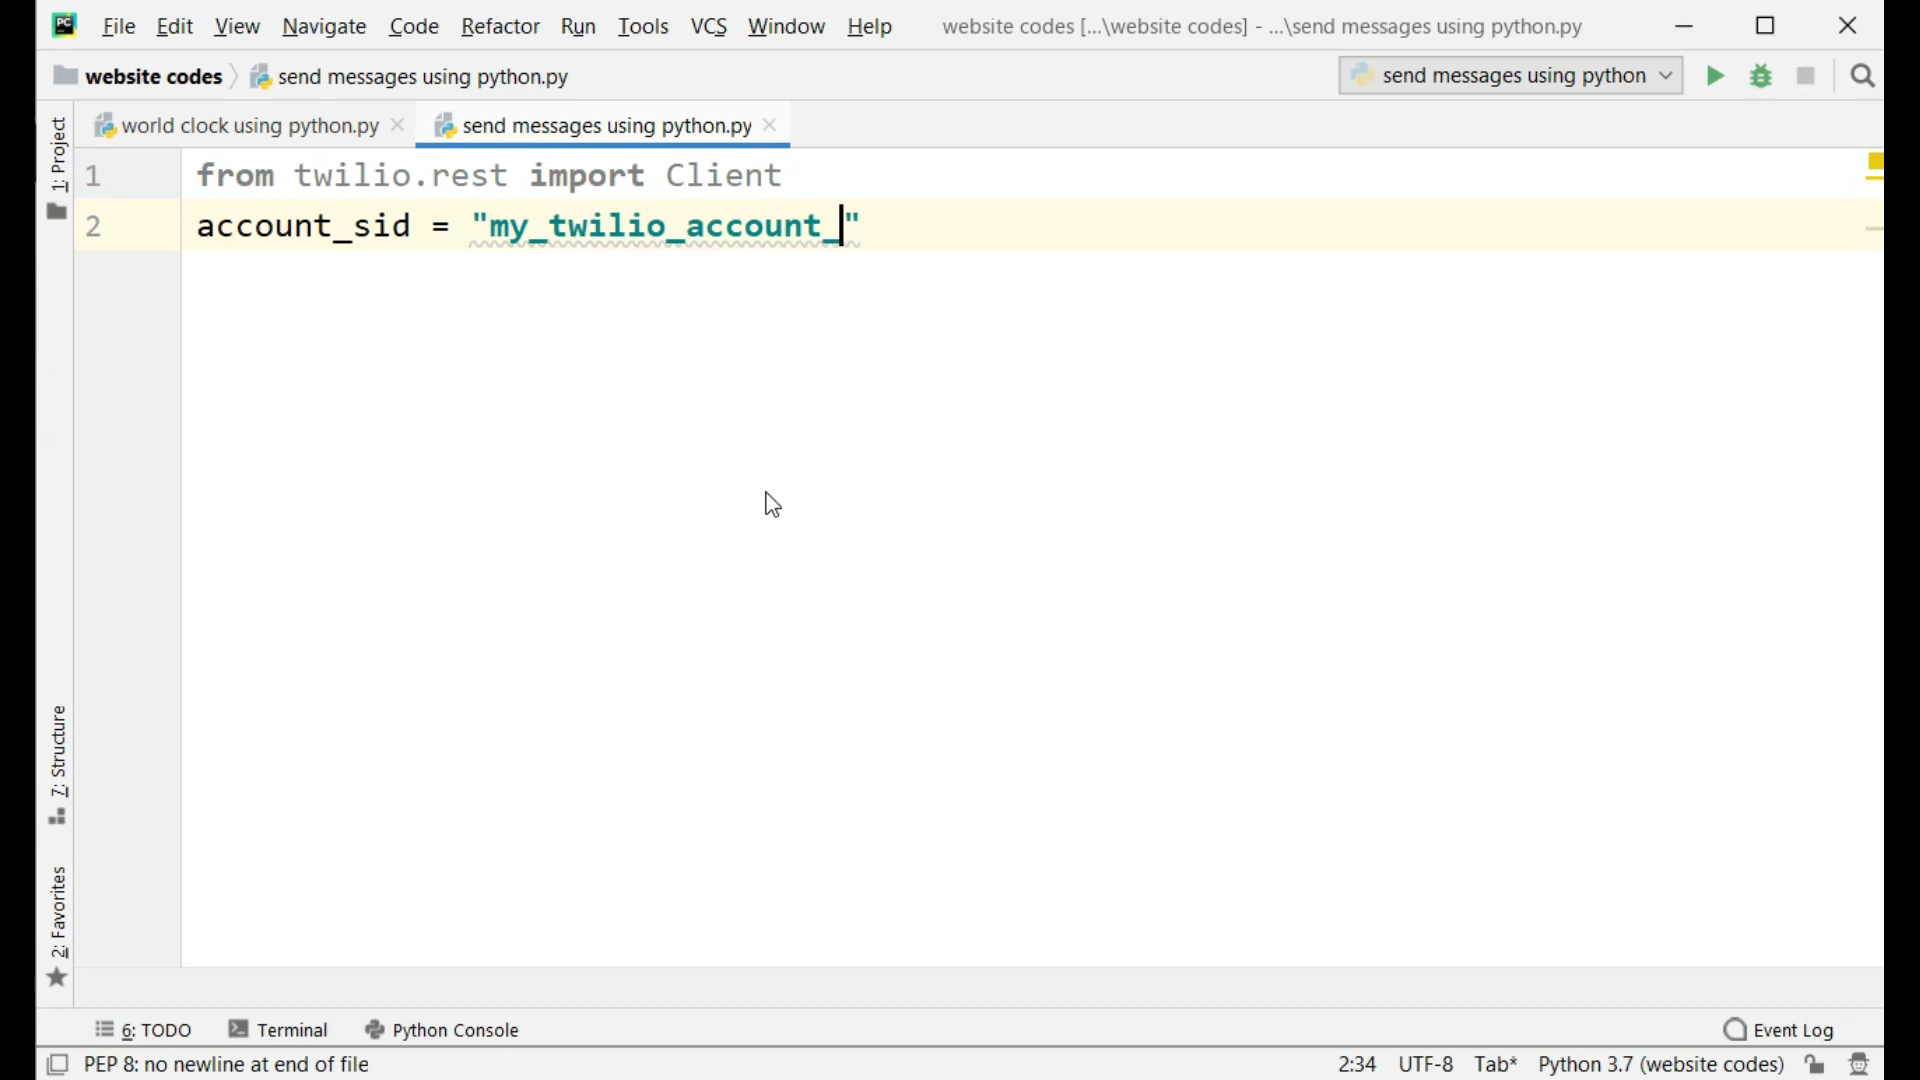 PC File Edit View Navigate Code Refactor Run Tools VCS Window Help website codes [...\website codes] - ...\send messages using python.py
website codes send messages using python.py send messages using python
world clock using python.py send messages using python.py
1 from twilio.rest import Client
2 account_sid = "my_twilio_account_"
1: Project
7: Structure
2: Favorites
6: TODO Terminal Python Console Event Log
PEP 8: no newline at end of file 2:34 UTF-8 Tab* Python 3.7 (website codes)